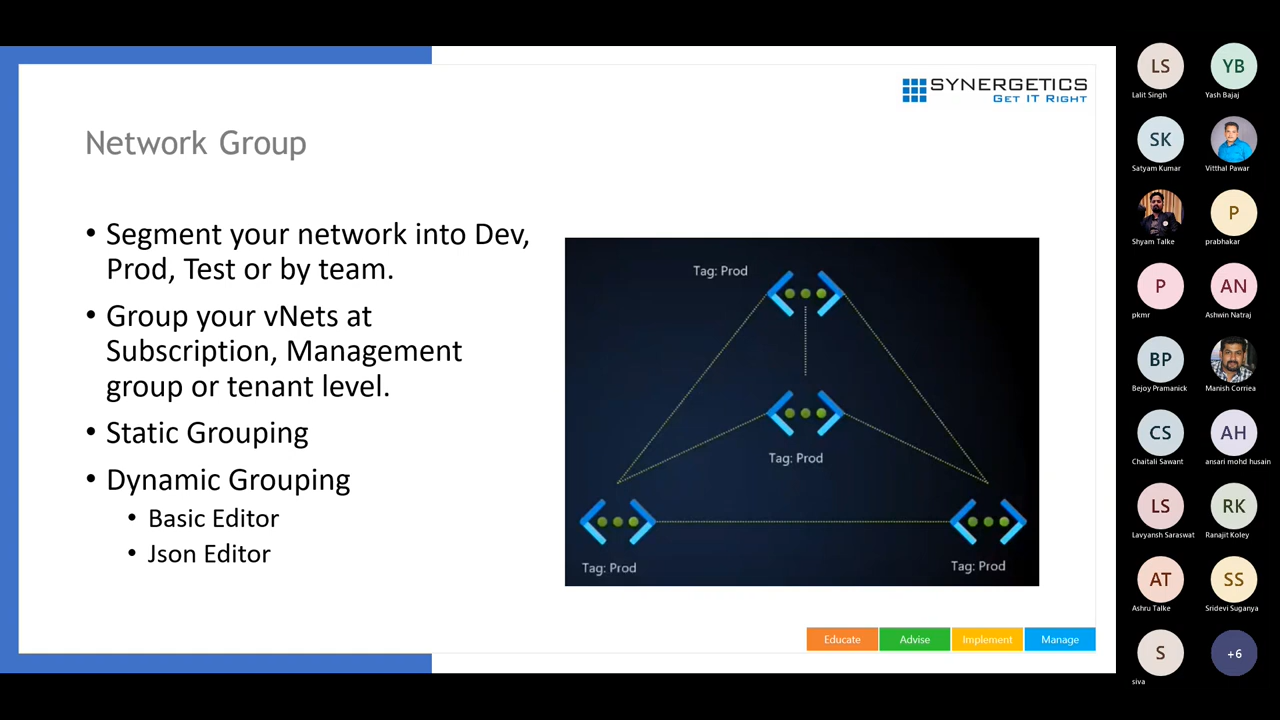 SYNERGETICS
GET IT RIGHT
Network Group
• Segment your network into Dev,
Prod, Test or by team.
• Group your vNets at
Subscription, Management
group or tenant level.
• Static Grouping
• Dynamic Grouping
• Basic Editor
• Json Editor
Tag: Prod
Tag: Prod
Tag: Prod
Tag: Prod
Educate
Advise
Implement
Manage
LS
Lalit Singh
YB
Yash Bajaj
SK
Satyam Kumar
Vitthal Pawar
Shyam Talke
P
prabhakar
P
pkmr
AN
Ashwin Natraj
BP
Bejoy Pramanick
Manish Corriea
CS
Chaitali Sawant
AH
ansari mohd husain
LS
Lavyansh Saraswat
RK
Ranajit Koley
AT
Ashru Talke
SS
Sridevi Suganya
S
siva
+6